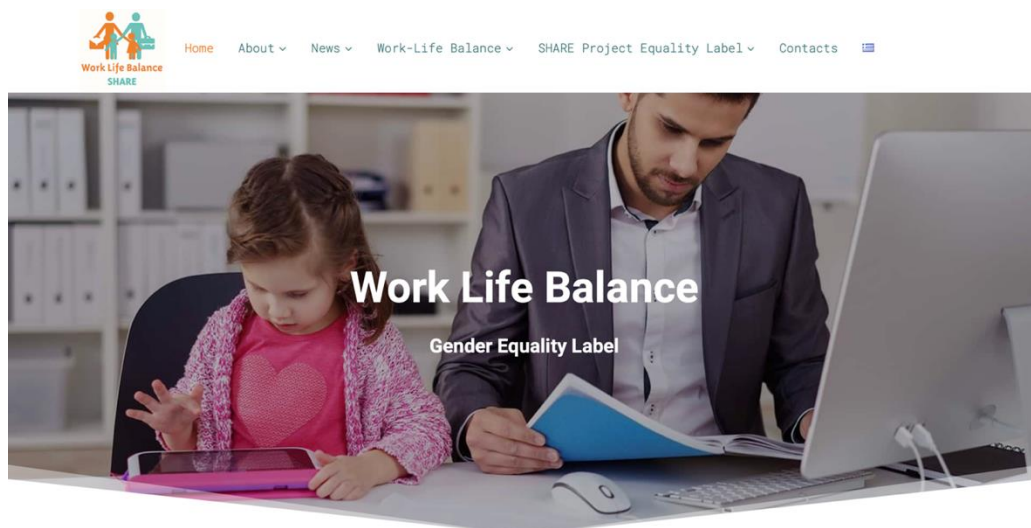 Work Life Balance
SHARE
Home About News Work-Life Balance SHARE Project Equality Label Contacts
Work Life Balance
Gender Equality Label